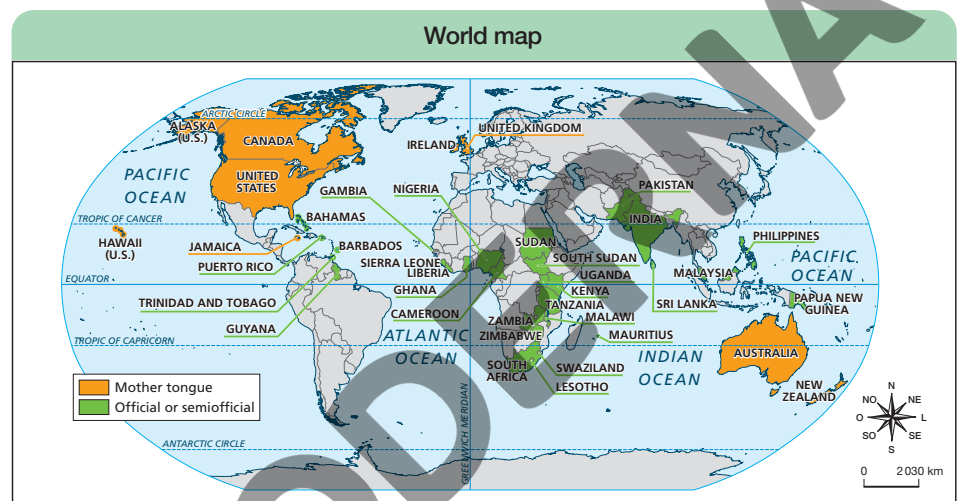 World map
ARCTIC CIRCLE
ALASKA
(U.S.)
CANADA
UNITED KINGDOM
IRELAND
PACIFIC
OCEAN
UNITED
STATES
GAMBIA
NIGERIA
PAKISTAN
TROPIC OF CANCER
BAHAMAS
INDIA
HAWAII
(U.S.)
JAMAICA
BARBADOS
SUDAN
PHILIPPINES
PUERTO RICO
SIERRA LEONE
SOUTH SUDAN
PACIFIC
OCEAN
LIBERIA
UGANDA
MALAYSIA
EQUATOR
GHANA
KENYA
TRINIDAD AND TOBAGO
TANZANIA
SRI LANKA
PAPUA NEW
GUINEA
CAMEROON
MALAWI
GUYANA
ZAMBIA
ZIMBABWE
MAURITIUS
TROPIC OF CAPRICORN
ATLANTIC
OCEAN
INDIAN
OCEAN
AUSTRALIA
SOUTH
AFRICA
SWAZILAND
LESOTHO
NEW
ZEALAND
Mother tongue
Official or semiofficial
GREENWICH MERIDIAN
ANTARCTIC CIRCLE
N
NO
NE
O
L
SO
SE
S
0 2 030 km
MODERNA